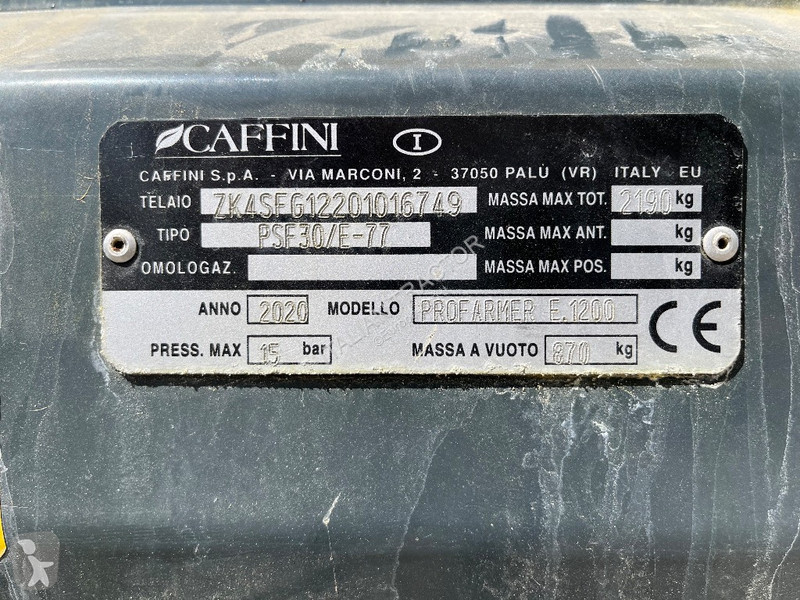 CAFFINI I
CAFFINI S.p.A. - VIA MARCONI, 2 - 37050 PALÙ (VR) ITALY EU
TELAIO ZK4SFG12201016749 MASSA MAX TOT. 2190 kg
TIPO PSF30/E-77 MASSA MAX ANT. kg
OMOLOGAZ. MASSA MAX POS. kg
ANNO 2020 MODELLO PROFARMER E.1200 CE
PRESS. MAX 15 bar MASSA A VUOTO 870 kg